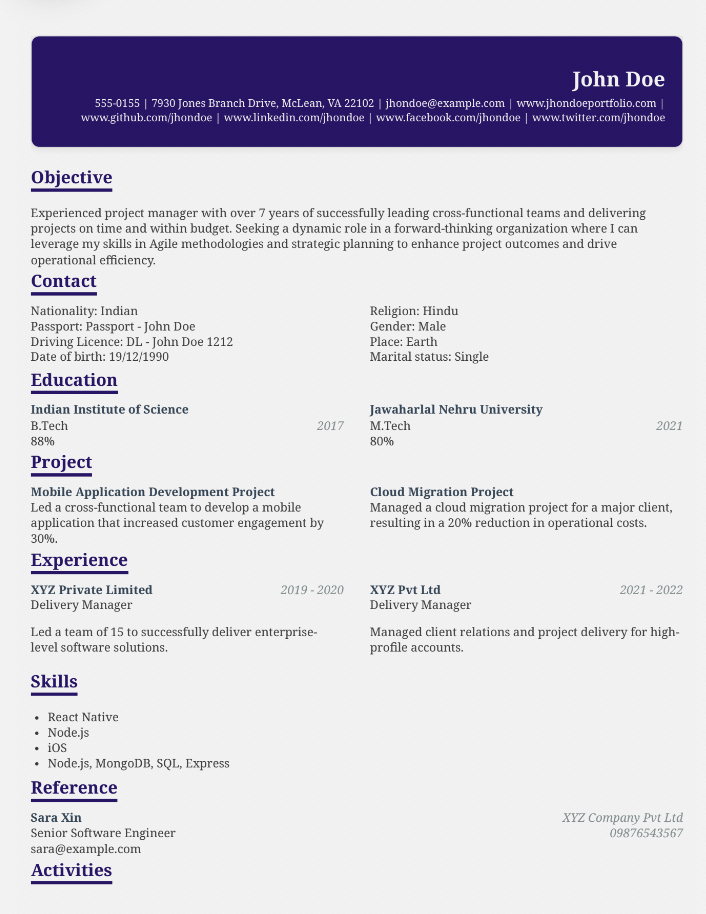 John Doe
555-0155 | 7930 Jones Branch Drive, McLean, VA 22102 | jhondoe@example.com | www.jhondoeportfolio.com |
www.github.com/jhondoe | www.linkedin.com/jhondoe | www.facebook.com/jhondoe | www.twitter.com/jhondoe
Objective
Experienced project manager with over 7 years of successfully leading cross-functional teams and delivering
projects on time and within budget. Seeking a dynamic role in a forward-thinking organization where I can
leverage my skills in Agile methodologies and strategic planning to enhance project outcomes and drive
operational efficiency.
Contact
Nationality: Indian
Passport: Passport - John Doe
Driving Licence: DL - John Doe 1212
Date of birth: 19/12/1990
Religion: Hindu
Gender: Male
Place: Earth
Marital status: Single
Education
Indian Institute of Science
B.Tech 2017
88%
Jawaharlal Nehru University
M.Tech 2021
80%
Project
Mobile Application Development Project
Led a cross-functional team to develop a mobile
application that increased customer engagement by
30%.
Cloud Migration Project
Managed a cloud migration project for a major client,
resulting in a 20% reduction in operational costs.
Experience
XYZ Private Limited 2019 - 2020
Delivery Manager
Led a team of 15 to successfully deliver enterprise-
level software solutions.
XYZ Pvt Ltd 2021 - 2022
Delivery Manager
Managed client relations and project delivery for high-
profile accounts.
Skills
• React Native
• Node.js
• iOS
• Node.js, MongoDB, SQL, Express
Reference
Sara Xin XYZ Company Pvt Ltd
Senior Software Engineer 09876543567
sara@example.com
Activities